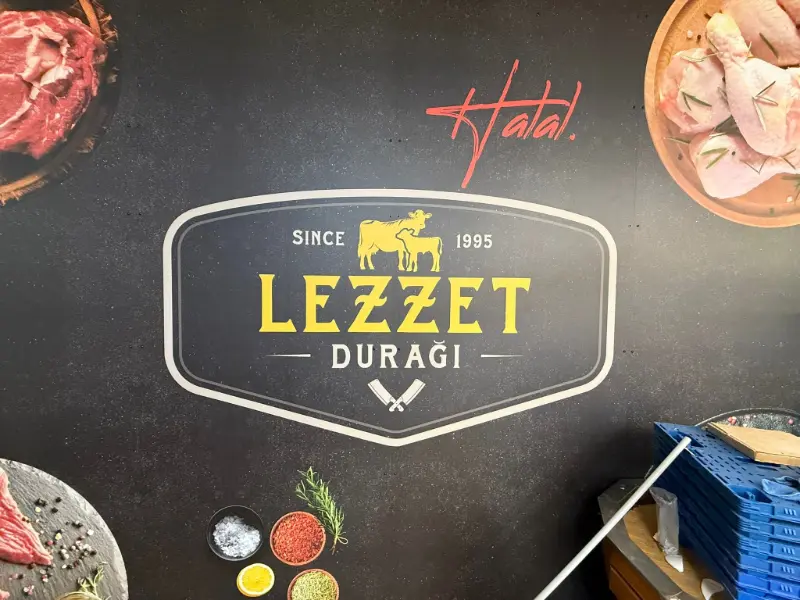 Halal.
SINCE 1995
LEZZET
DURAĞI